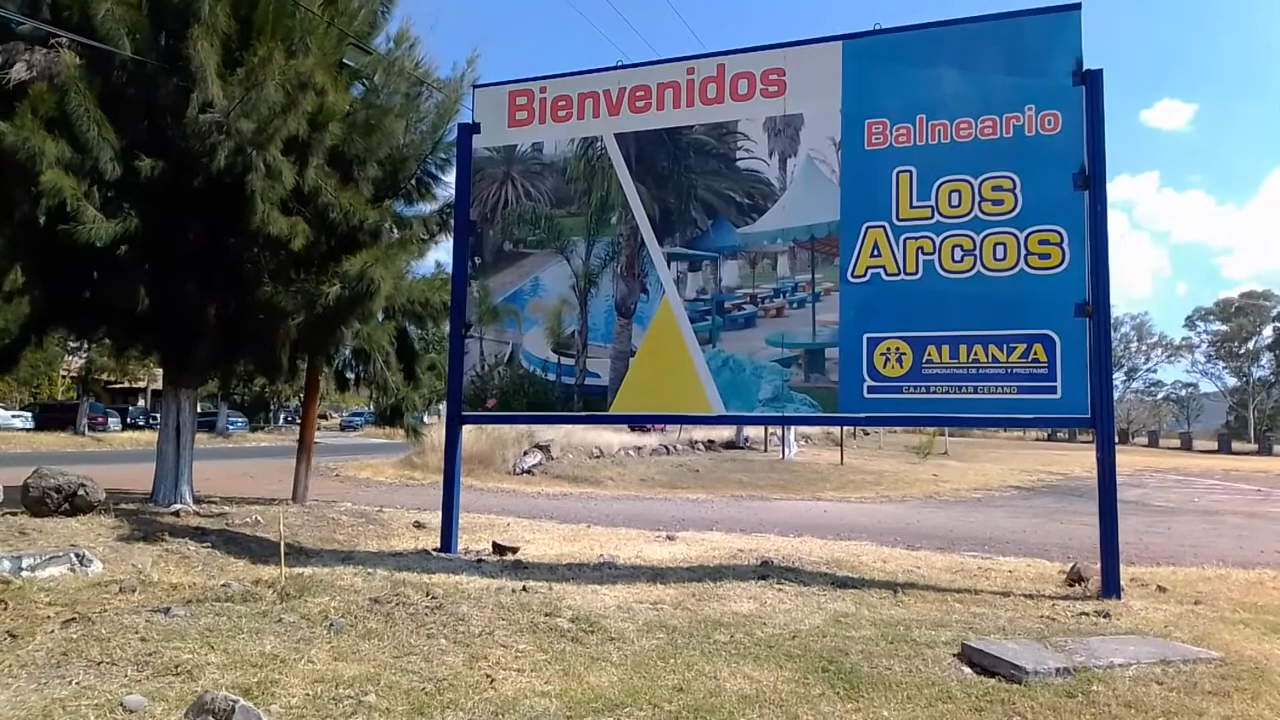 Bienvenidos
Balneario
Los
Arcos
ALIANZA
COOPERATIVAS DE AHORRO Y PRESTAMO
CAJA POPULAR CERANO